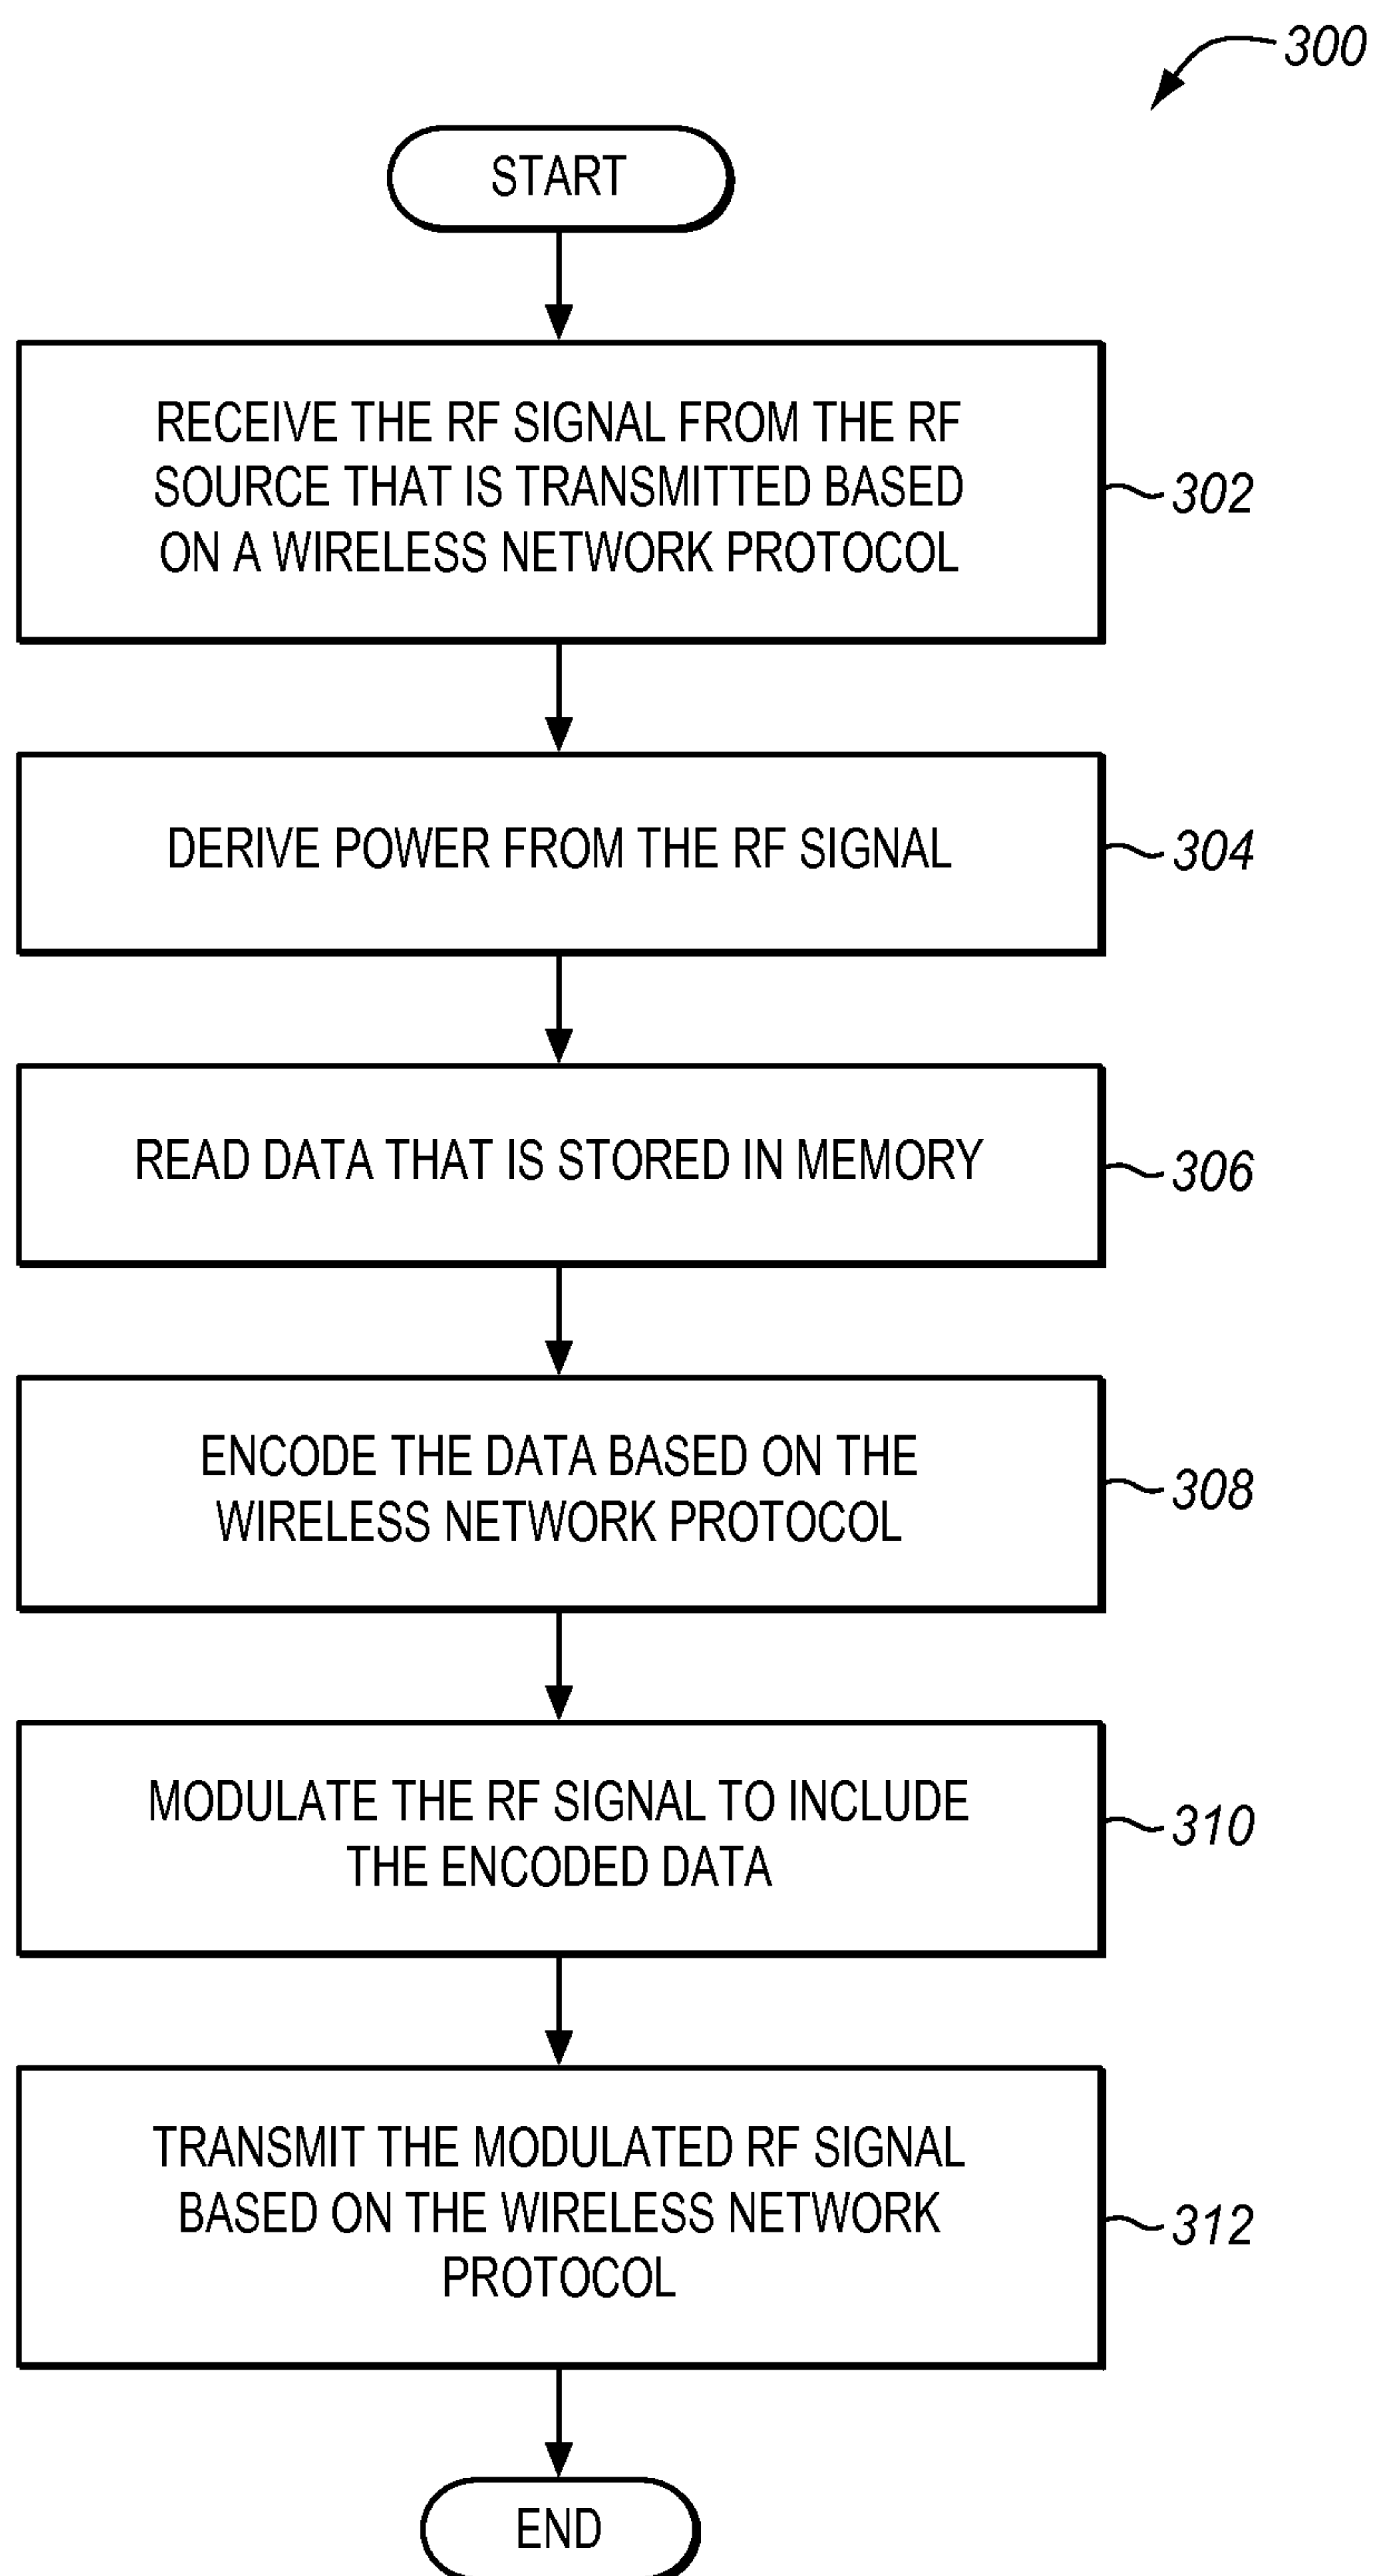 300
START
RECEIVE THE RF SIGNAL FROM THE RF
SOURCE THAT IS TRANSMITTED BASED
ON A WIRELESS NETWORK PROTOCOL
302
DERIVE POWER FROM THE RF SIGNAL
304
READ DATA THAT IS STORED IN MEMORY
306
ENCODE THE DATA BASED ON THE
WIRELESS NETWORK PROTOCOL
308
MODULATE THE RF SIGNAL TO INCLUDE
THE ENCODED DATA
310
TRANSMIT THE MODULATED RF SIGNAL
BASED ON THE WIRELESS NETWORK
PROTOCOL
312
END